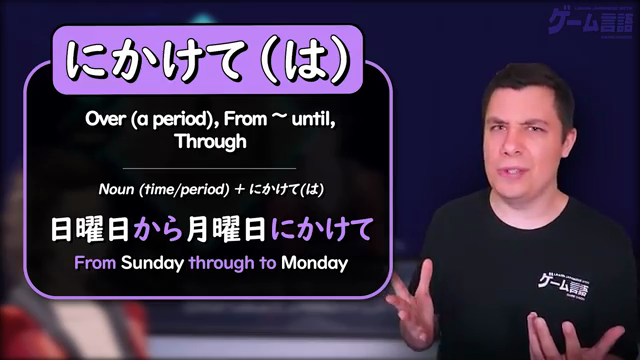 にかけて(は)
Over (a period), From ~ until,
Through
Noun (time/period) + にかけて(は)
日曜日から月曜日にかけて
From Sunday through to Monday
ゲーム言語
ゲーム言語